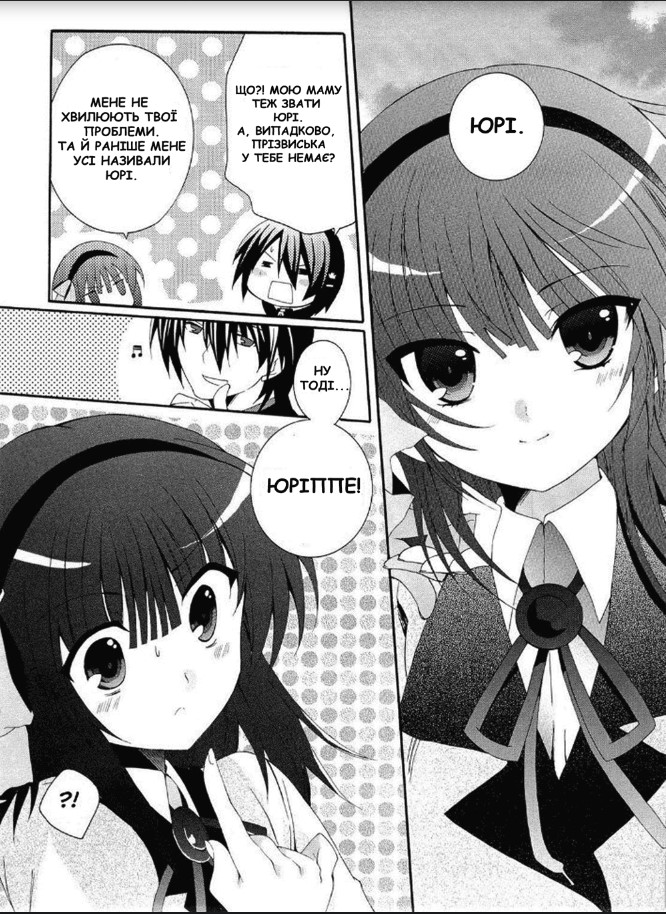 ЮРІ.
ЩО?! МОЮ МАМУ
ТЕЖ ЗВАТИ
ЮРІ.
А, ВИПАДКОВО,
ПРІЗВИСЬКА
У ТЕБЕ НЕМАЄ?
МЕНЕ НЕ
ХВИЛЮЮТЬ ТВОЇ
ПРОБЛЕМИ.
ТА Й РАНІШЕ МЕНЕ
УСІ НАЗИВАЛИ
ЮРІ.
НУ
ТОДІ...
ЮРІППЕ!
?!